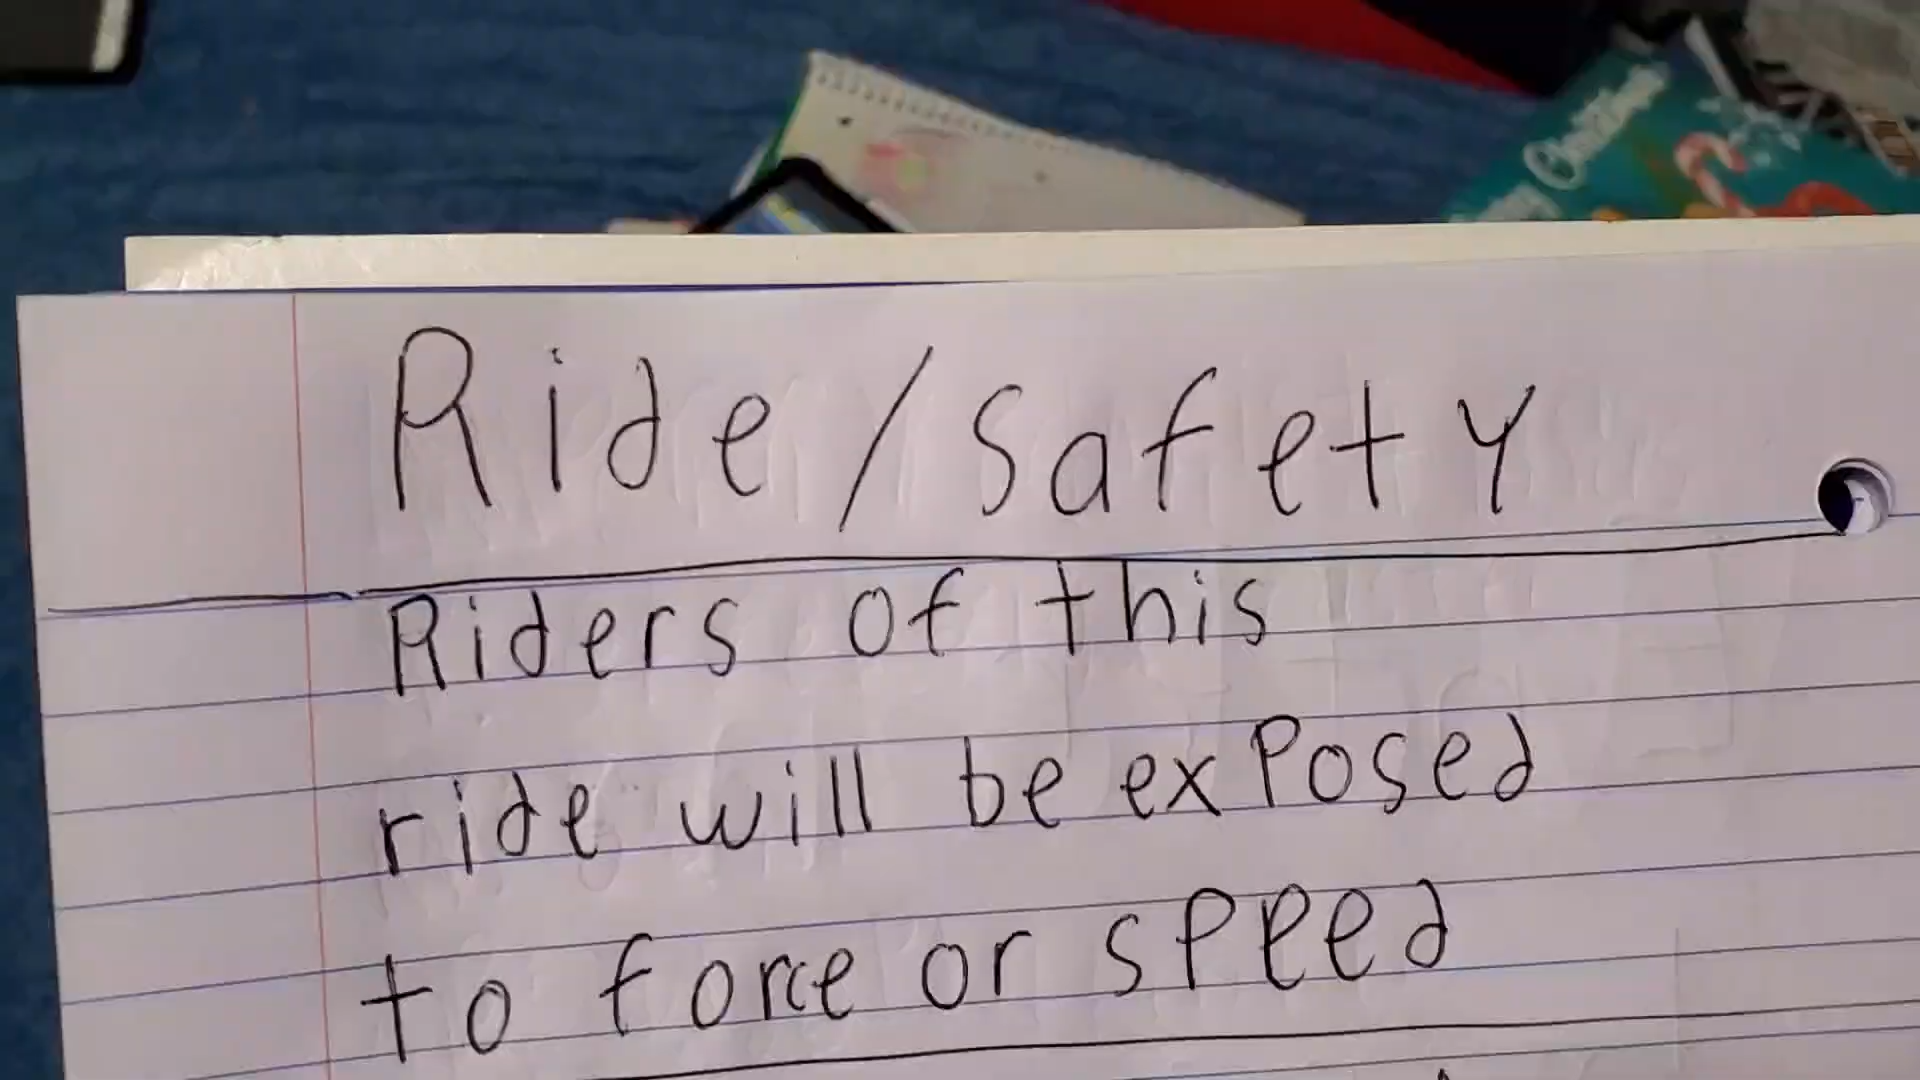 Ride/Safety
Riders of this
ride will be exposed
to force or speed